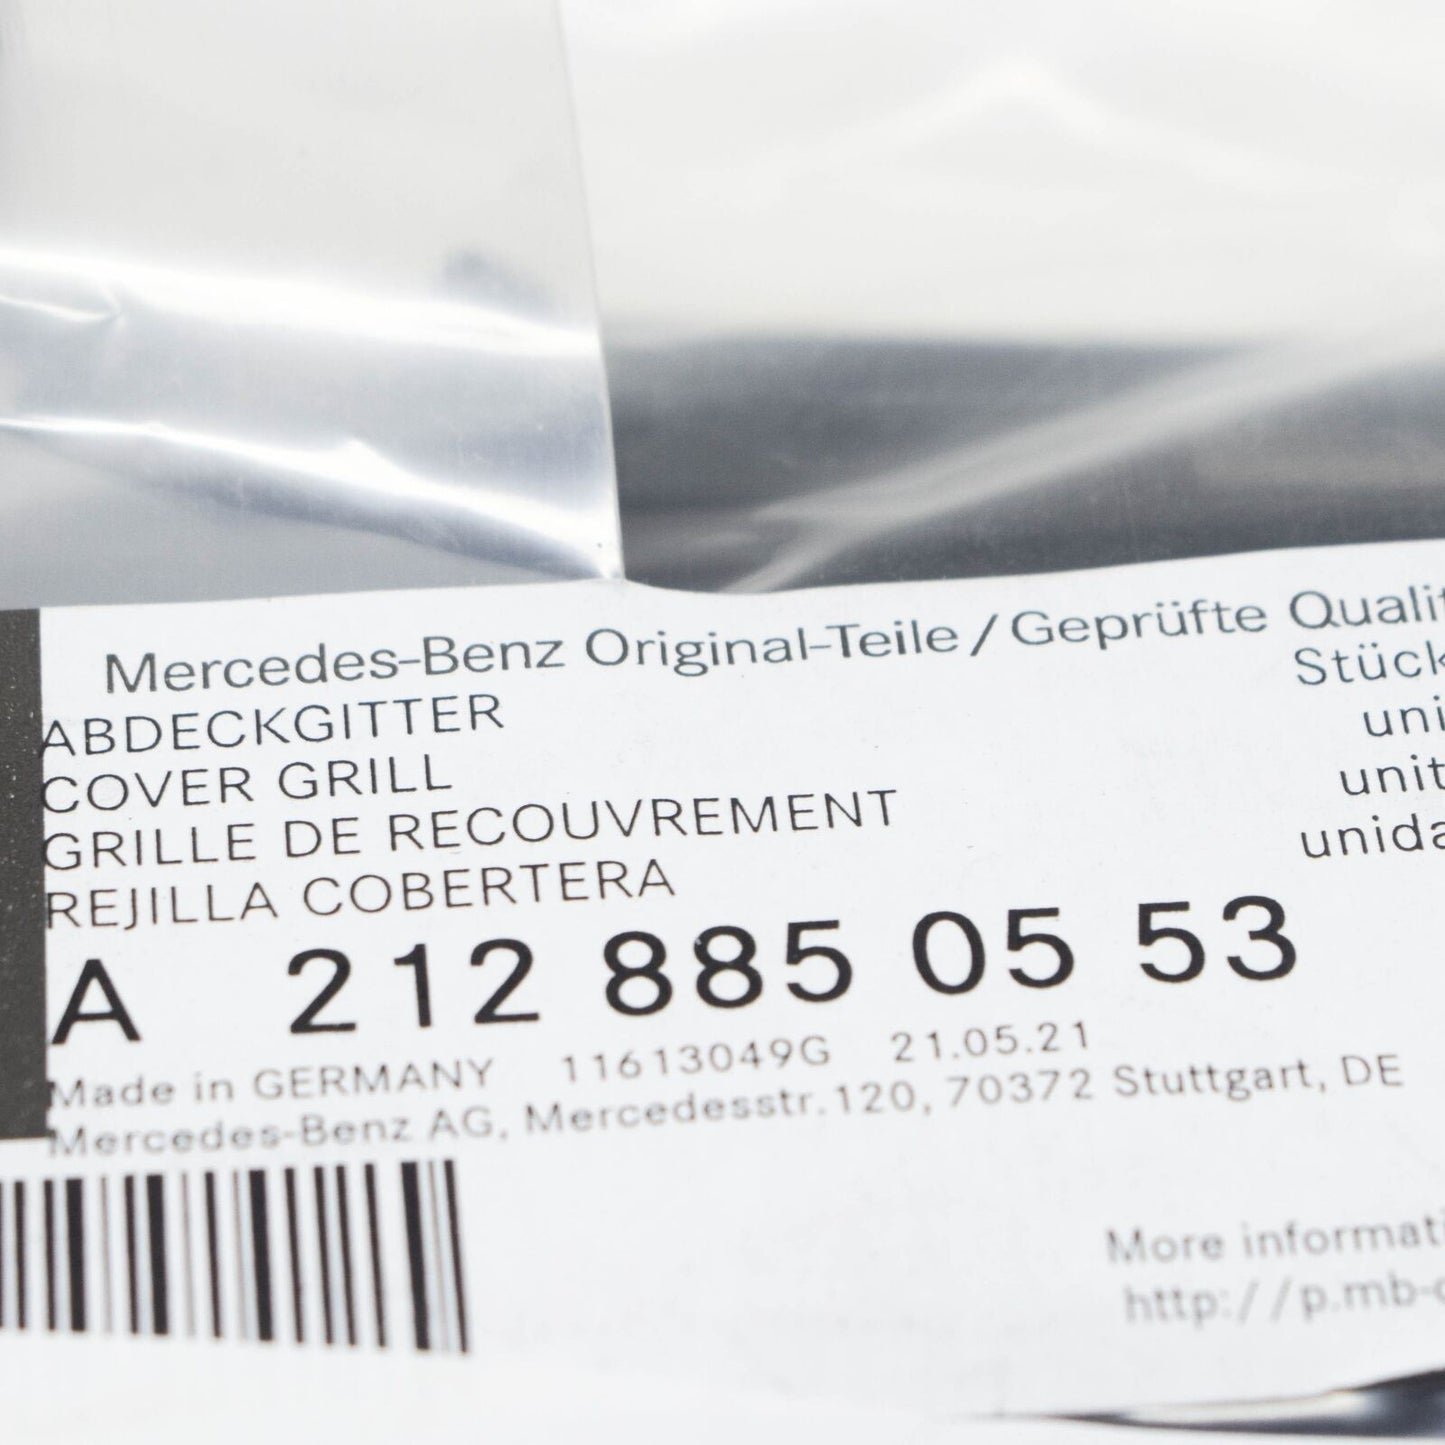 Mercedes-Benz Original-Teile / Geprüfte Qualit
Stück
ABDECKGITTER
uni
COVER GRILL
unit
GRILLE DE RECOUVREMENT
unida
REJILLA COBERTERA
A 212 885 05 53
Made in GERMANY 11613049G 21.05.21
Mercedes-Benz AG, Mercedesstr.120, 70372 Stuttgart, DE
More informati
http://p.mb-